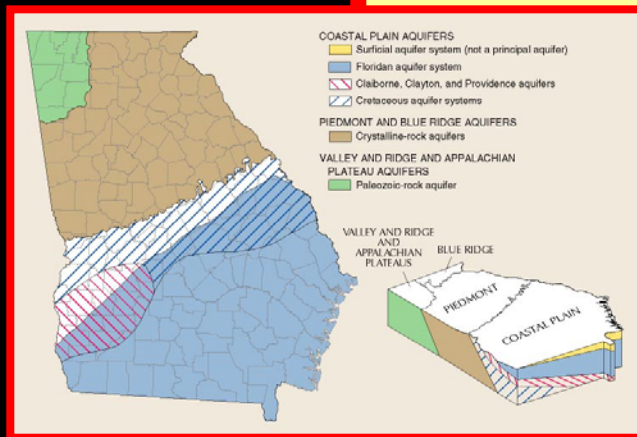 COASTAL PLAIN AQUIFERS
Surficial aquifer system (not a principal aquifer)
Floridan aquifer system
Claiborne, Clayton, and Providence aquifers
Cretaceous aquifer systems
PIEDMONT AND BLUE RIDGE AQUIFERS
Crystalline-rock aquifers
VALLEY AND RIDGE AND APPALACHIAN
PLATEAU AQUIFERS
Paleozoic-rock aquifer
VALLEY AND RIDGE
AND
APPALACHIAN
PLATEAUS
BLUE RIDGE
PIEDMONT
COASTAL PLAIN